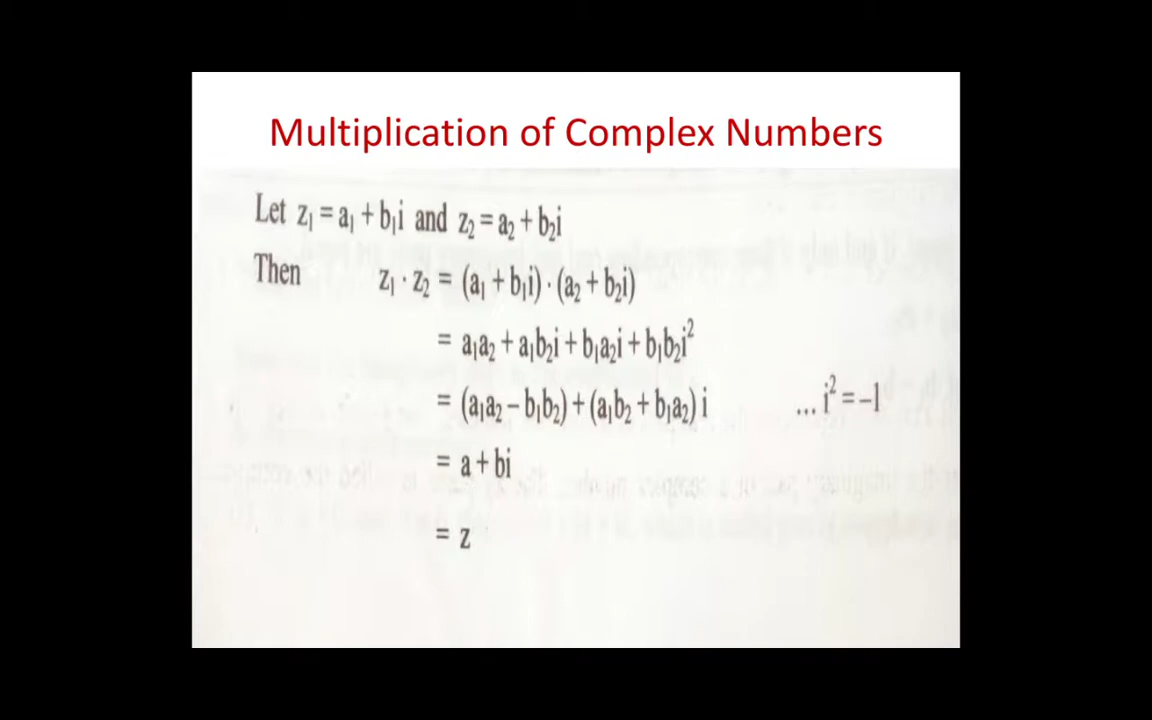 Multiplication of Complex Numbers
Let z₁ = a₁ + b₁i and z₂ = a₂ + b₂i
Then z₁ · z₂ = (a₁ + b₁i) · (a₂ + b₂i)
= a₁a₂ + a₁b₂i + b₁a₂i + b₁b₂i²
= (a₁a₂ – b₁b₂) + (a₁b₂ + b₁a₂) i ... i² = –1
= a + bi
= z